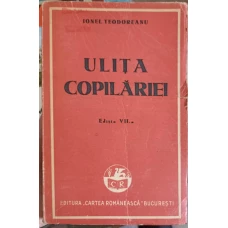 IONEL TEODOREANU
ULIȚA
COPILĂRIEI
Ediția VII-a
C R
EDITURA „CARTEA ROMÂNEASCĂ” BUCUREȘTI